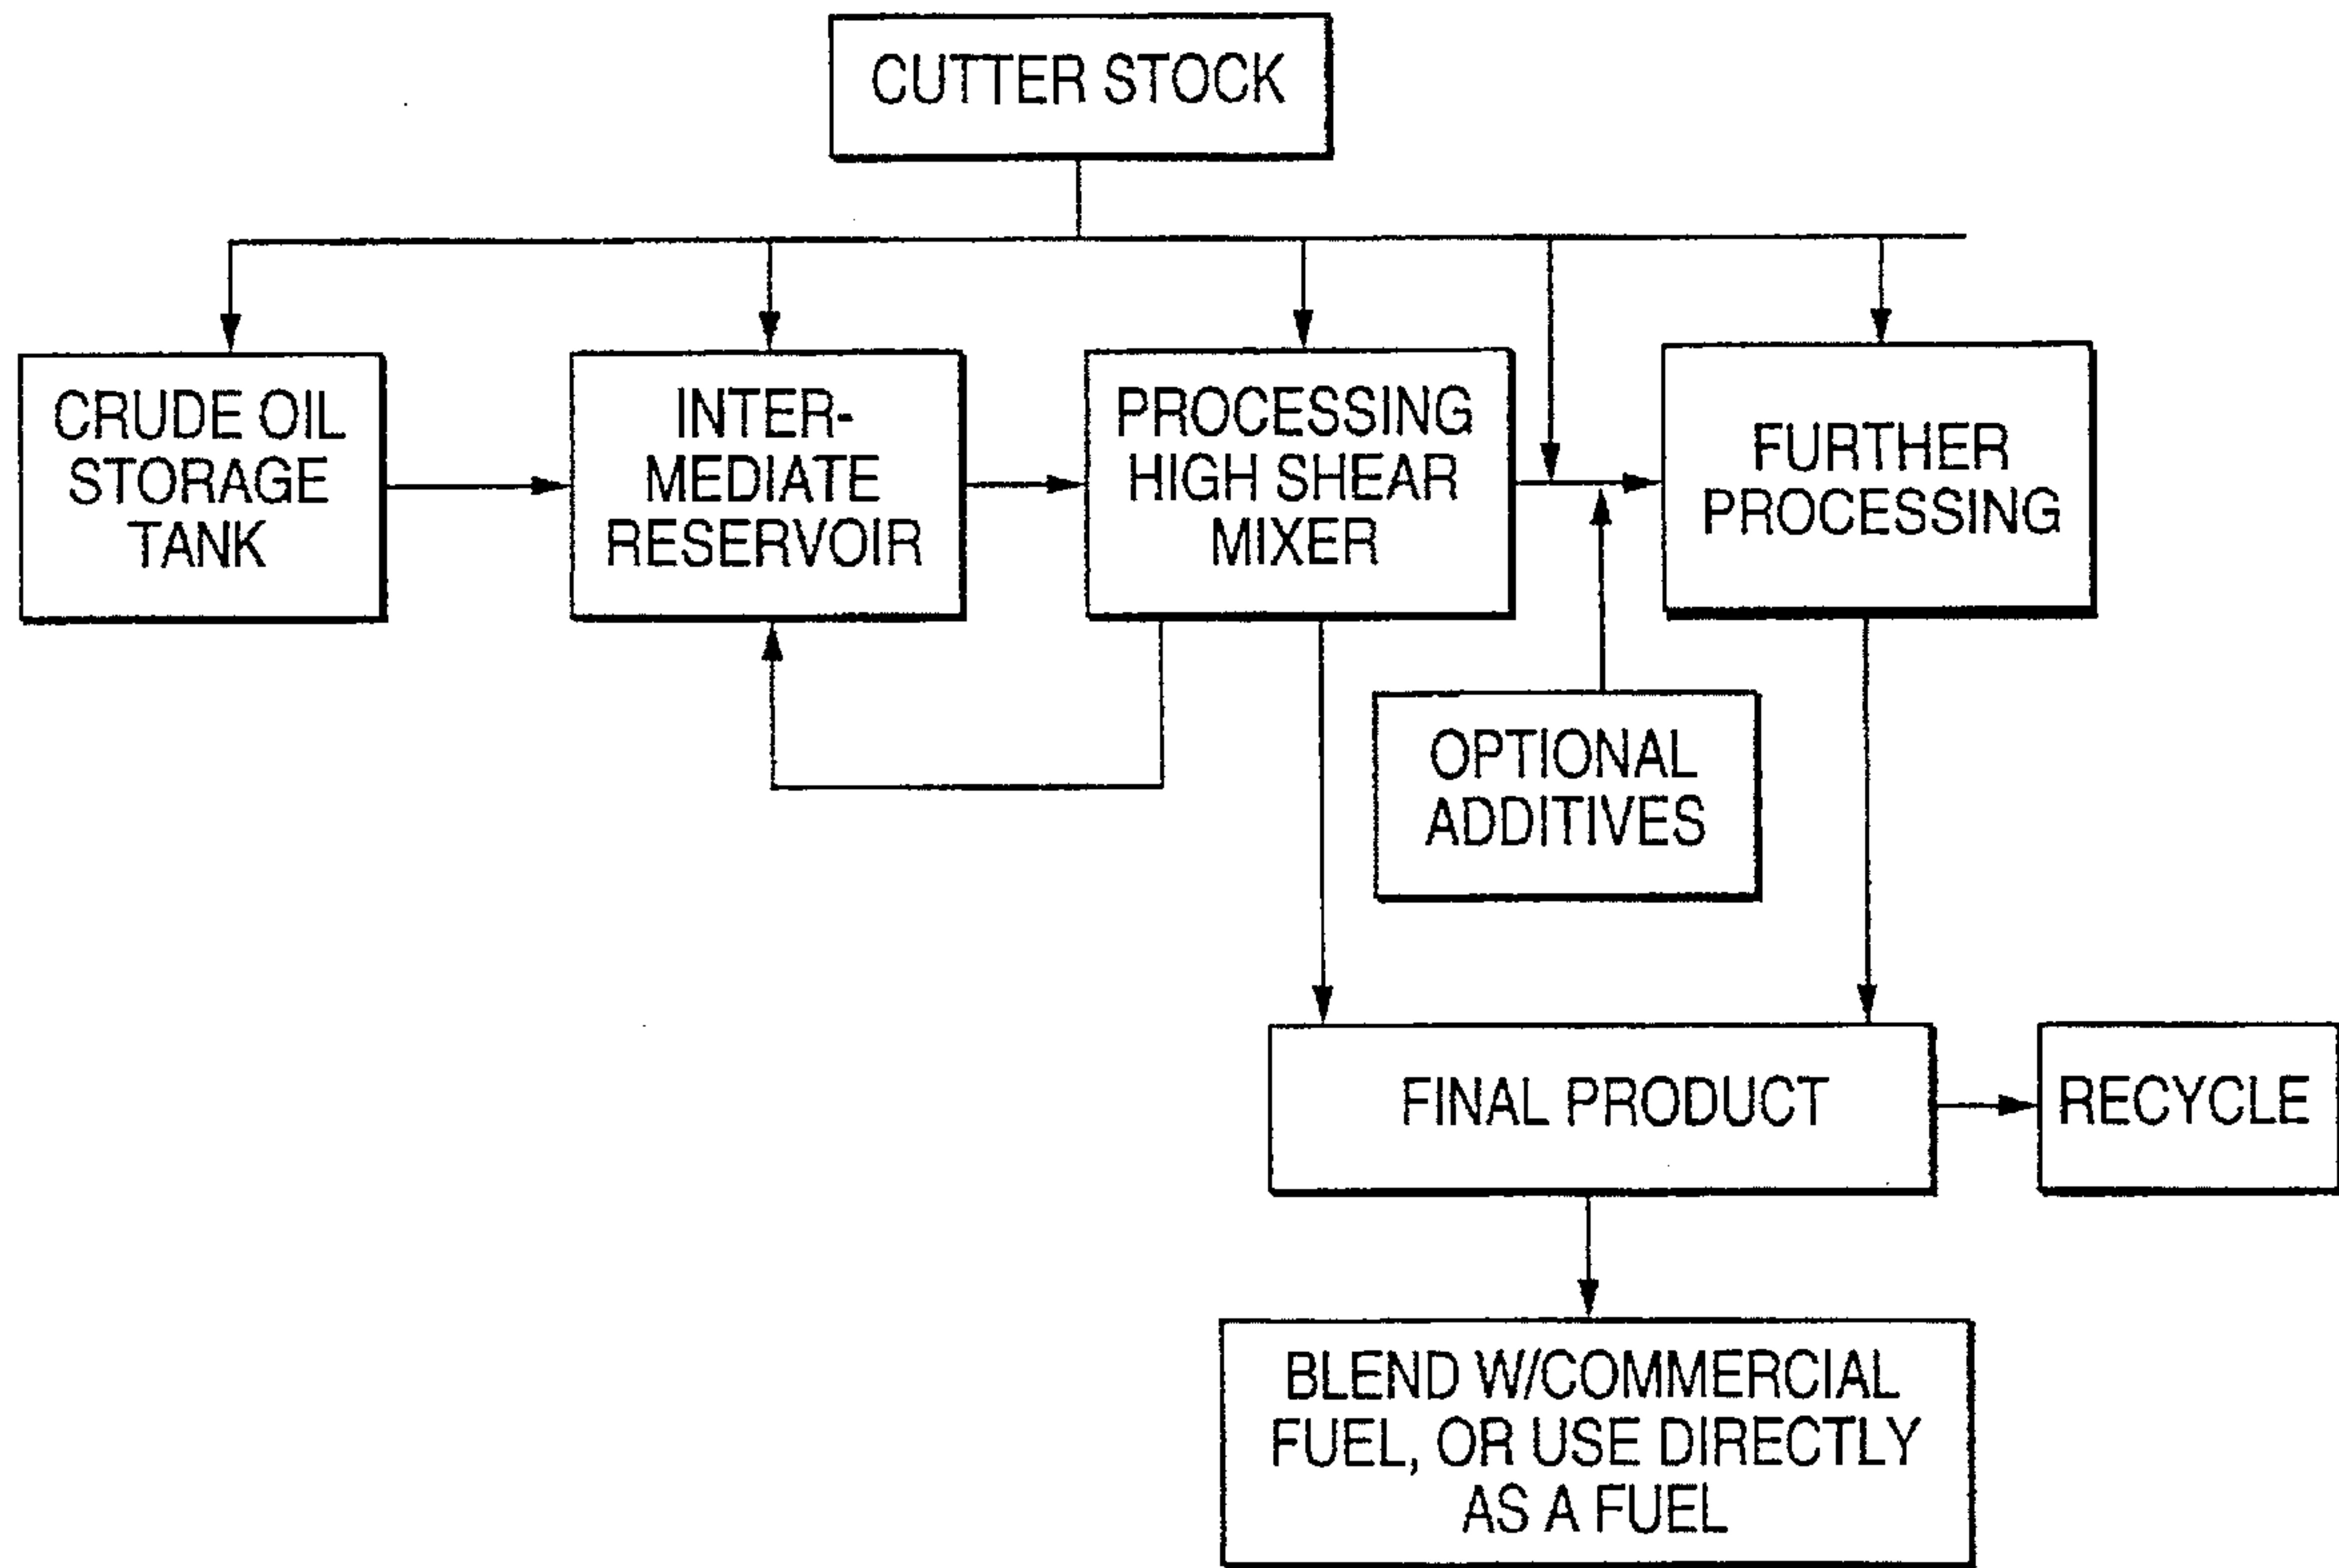 CUTTER STOCK
CRUDE OIL
STORAGE
TANK
INTER-
MEDIATE
RESERVOIR
PROCESSING
HIGH SHEAR
MIXER
FURTHER
PROCESSING
OPTIONAL
ADDITIVES
FINAL PRODUCT
RECYCLE
BLEND W/COMMERCIAL
FUEL, OR USE DIRECTLY
AS A FUEL